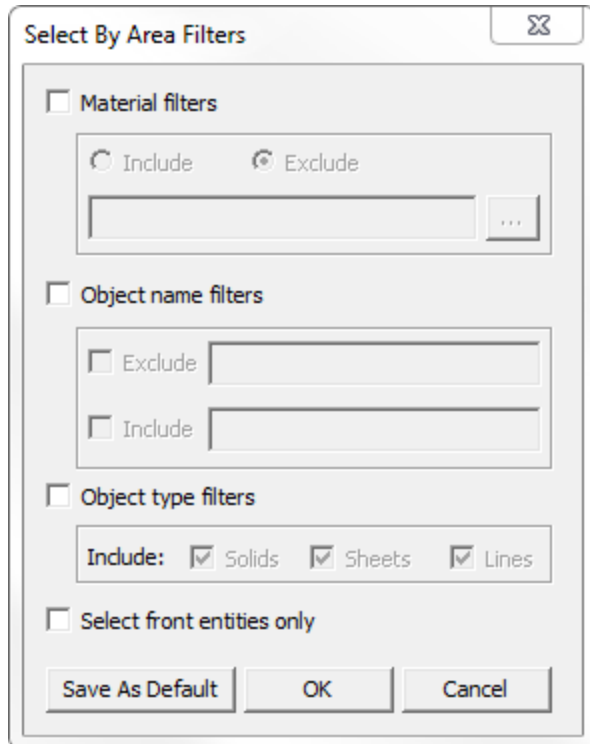 Select By Area Filters
Material filters
Include Exclude
...
Object name filters
Exclude
Include
Object type filters
Include: Solids Sheets Lines
Select front entities only
Save As Default OK Cancel